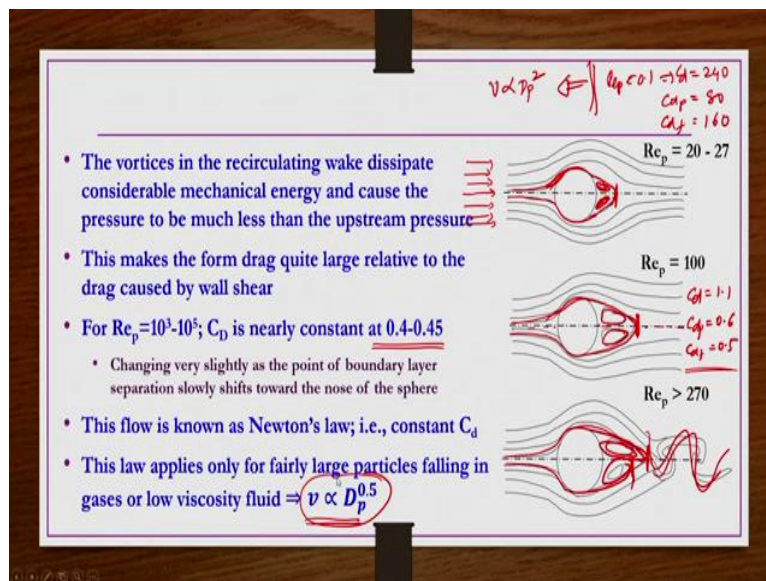 V ∝ Dp² ⇐ Rep = 0.1 ⇒ Cd = 240
Cdp = 80
Cdf = 160
• The vortices in the recirculating wake dissipate
considerable mechanical energy and cause the
pressure to be much less than the upstream pressure
• This makes the form drag quite large relative to the
drag caused by wall shear
• For Reₚ=10³-10⁵; C_D is nearly constant at 0.4-0.45
• Changing very slightly as the point of boundary layer
separation slowly shifts toward the nose of the sphere
• This flow is known as Newton's law; i.e., constant C_d
• This law applies only for fairly large particles falling in
gases or low viscosity fluid ⇒ v ∝ Dₚ^0.5
Reₚ = 20 - 27
Reₚ = 100
Cd = 1.1
Cdp = 0.6
Cdf = 0.5
Reₚ > 270